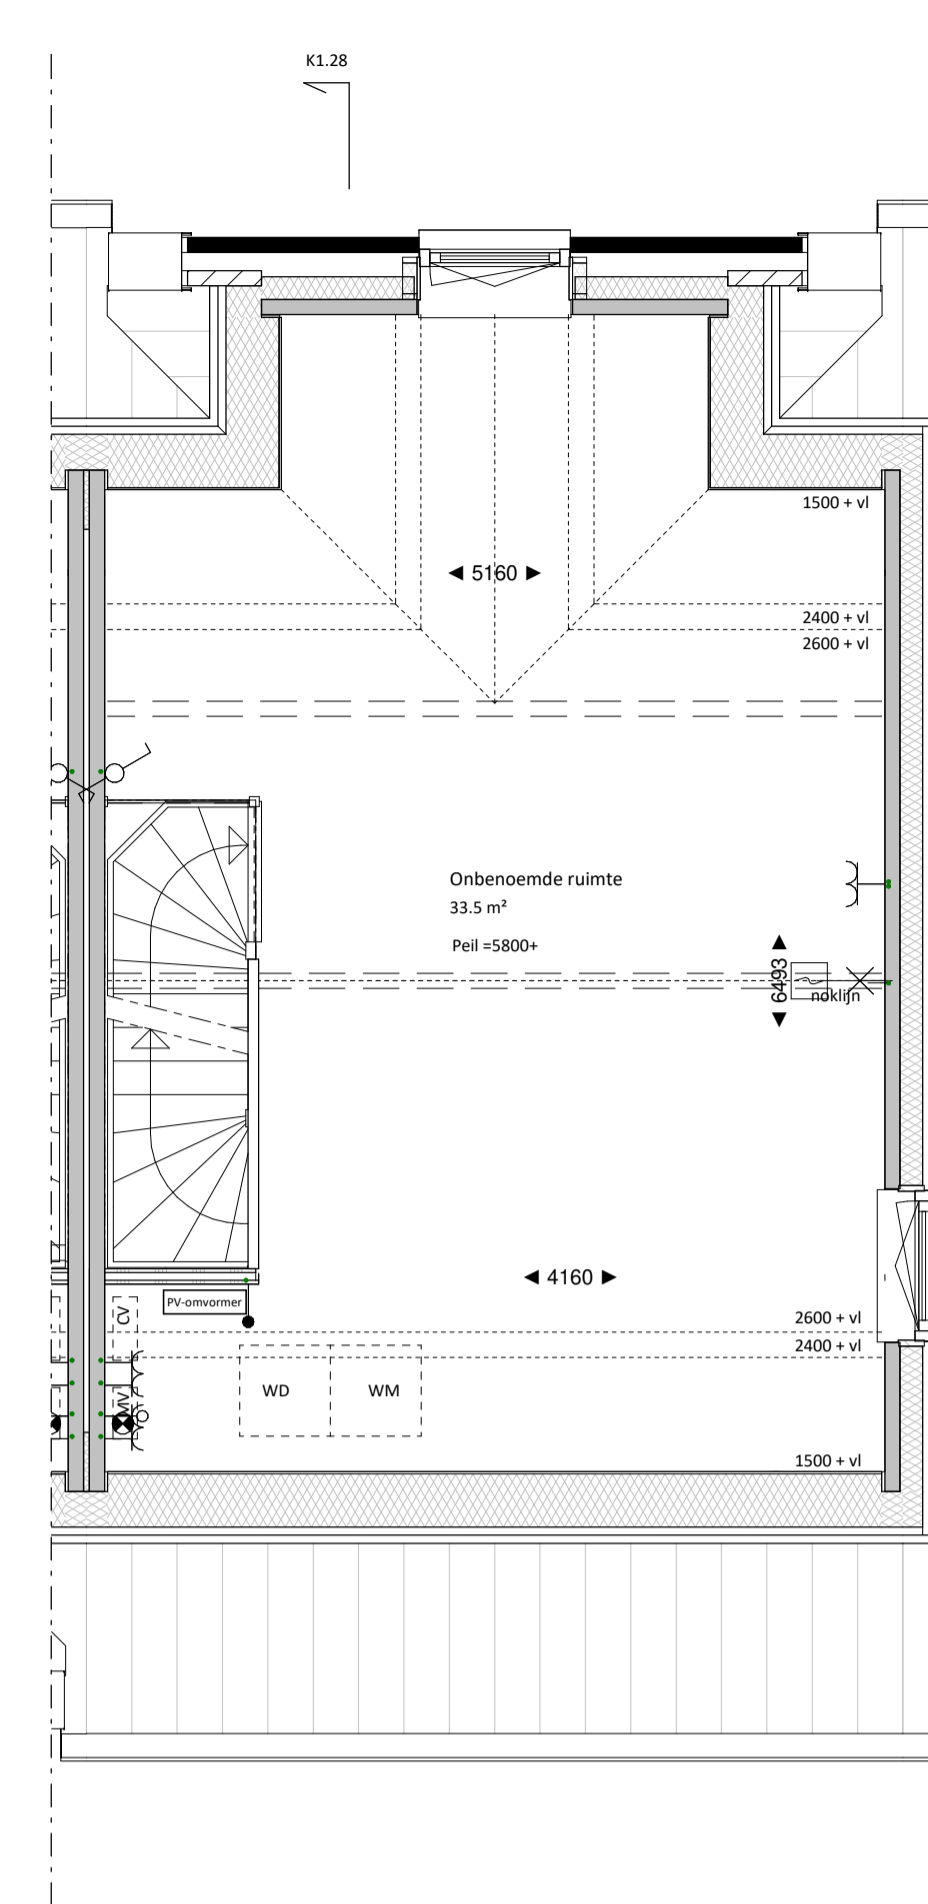 K1.28
1500 + vl
◄ 5160 ►
2400 + vl
2600 + vl
Onbenoemde ruimte
33.5 m²
Peil =5800+
◄ 6493 ►
noklijn
◄ 4160 ►
PV-omvormer
CV
2600 + vl
2400 + vl
WD
WM
MV
1500 + vl